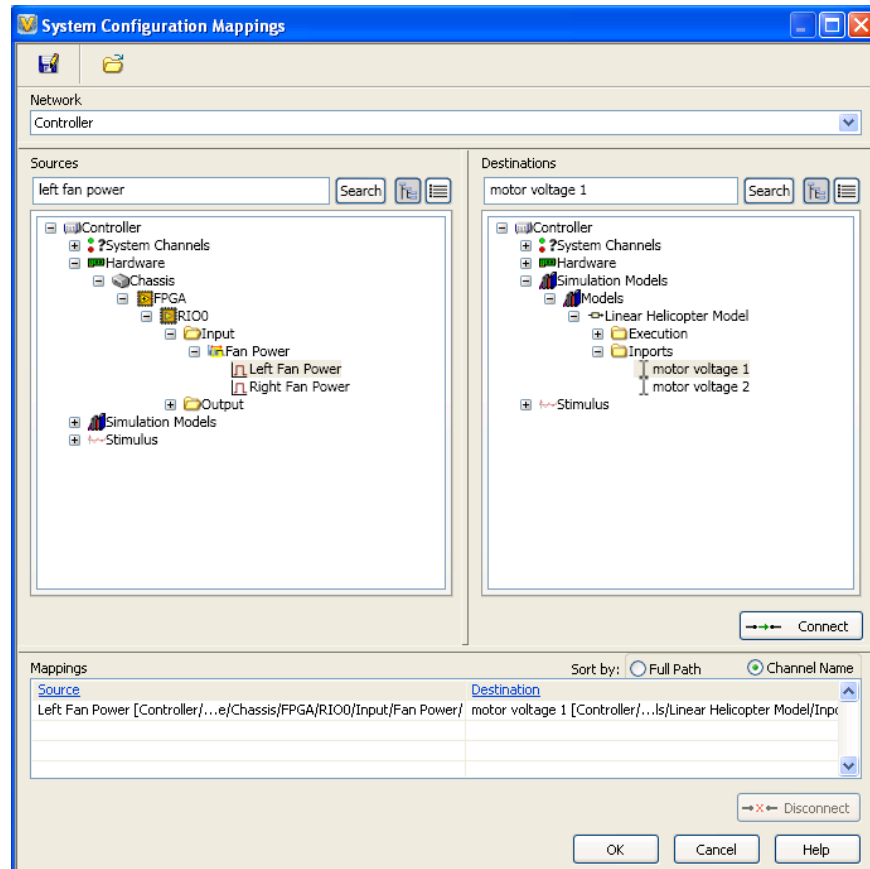 System Configuration Mappings
Network
Controller
Sources
left fan power
Search
Controller
?System Channels
Hardware
Chassis
FPGA
RIO0
Input
Fan Power
Left Fan Power
Right Fan Power
Output
Simulation Models
Stimulus
Destinations
motor voltage 1
Search
Controller
?System Channels
Hardware
Simulation Models
Models
Linear Helicopter Model
Execution
Inports
motor voltage 1
motor voltage 2
Stimulus
Connect
Mappings
Sort by: Full Path Channel Name
Source Destination
Left Fan Power [Controller/...e/Chassis/FPGA/RIO0/Input/Fan Power/ motor voltage 1 [Controller/...ls/Linear Helicopter Model/Inpo
Disconnect
OK Cancel Help